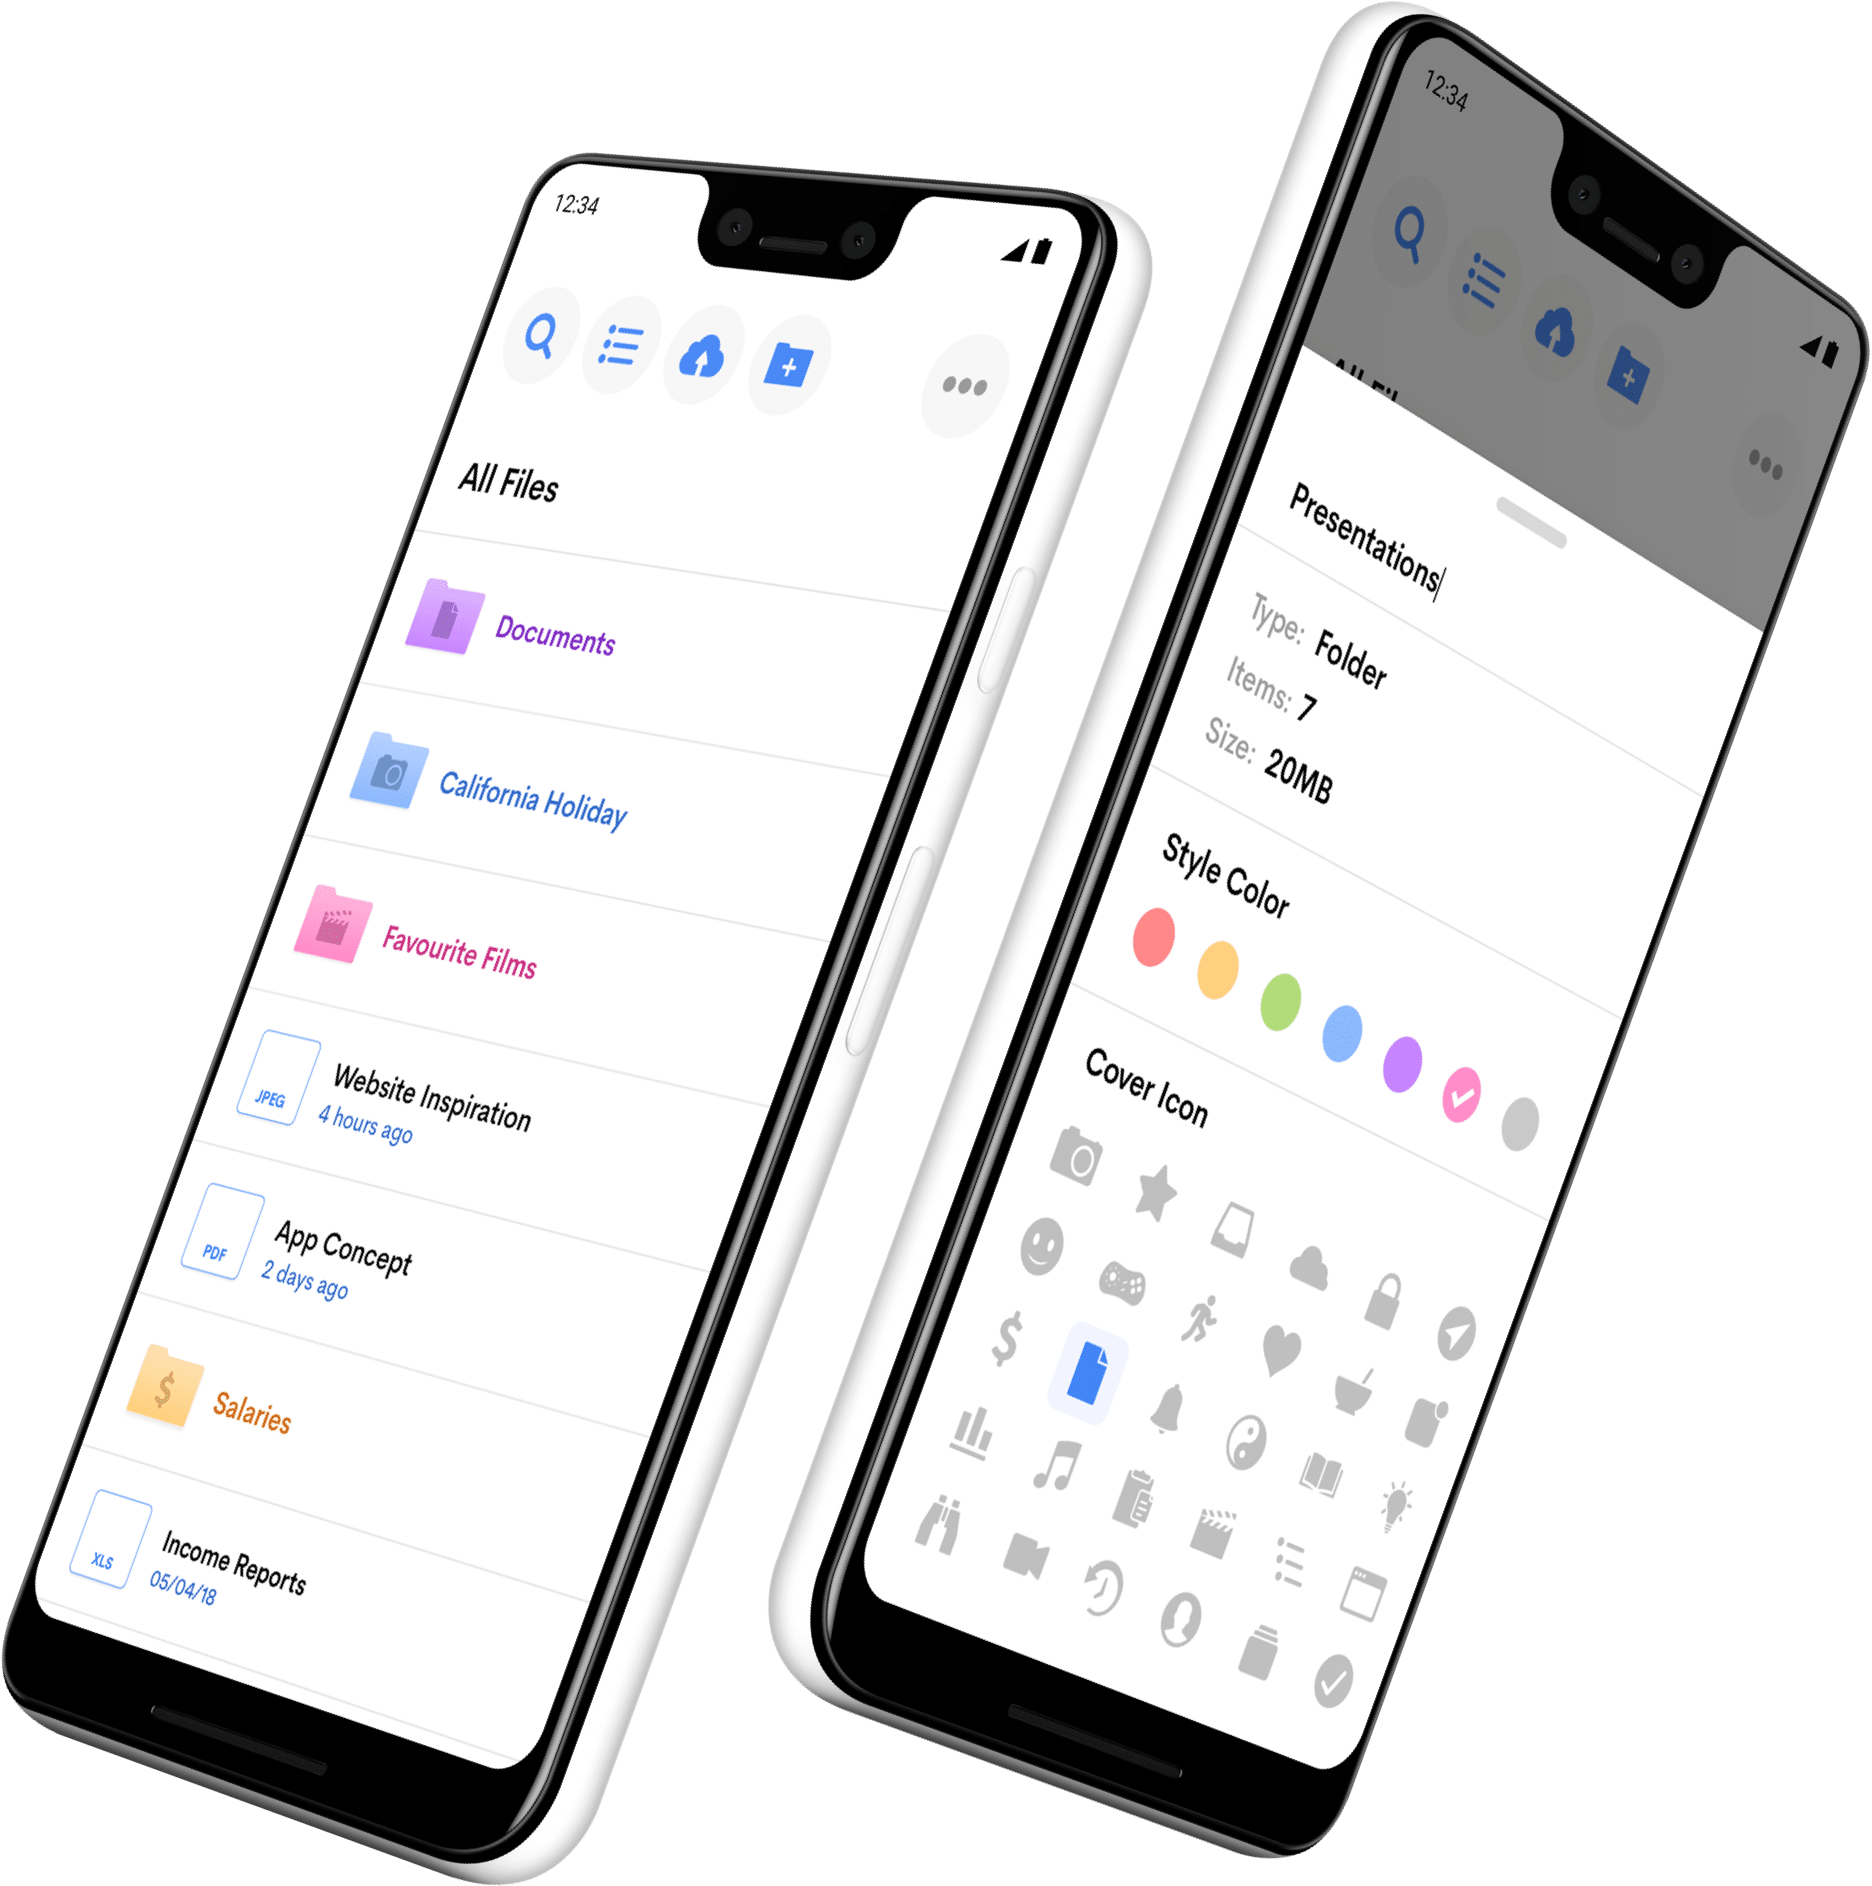 12:34
All Files
Documents
California Holiday
Favourite Films
JPEG
Website Inspiration
4 hours ago
PDF
App Concept
2 days ago
$
Salaries
XLS
Income Reports
05/04/18
12:34
All Fil
Presentations
Type: Folder
Items: 7
Size: 20MB
Style Color
Cover Icon
$